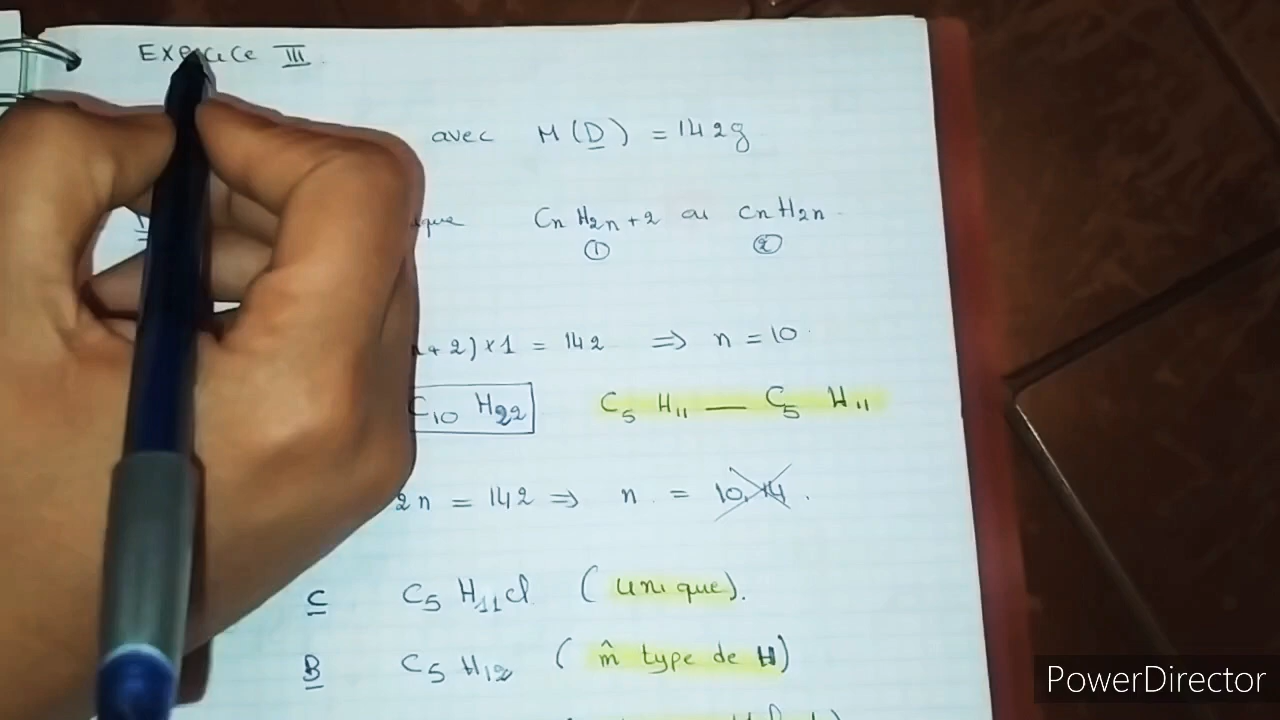 Exercice III.
avec M(D) = 142g
CnH2n+2 ou CnH2n.
① ②
+ 2)×1 = 142 => n = 10.
C10 H22 C5 H11 — C5 H11
2n = 142 => n = 10,14.
C C5 H11Cl (unique).
B C5 H12 (m̂ type de H)
PowerDirector